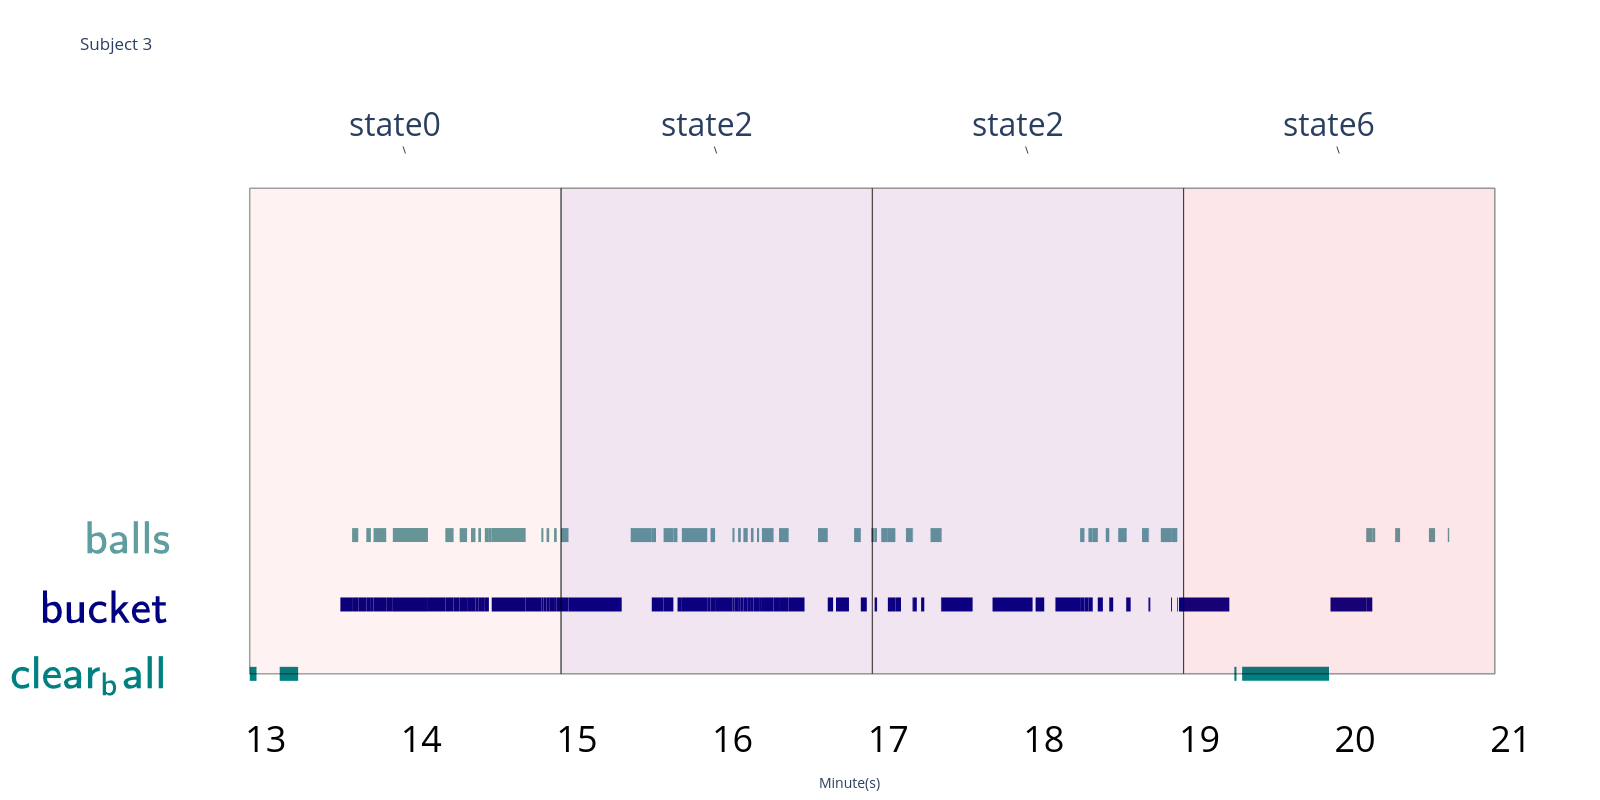 Subject 3
state0 state2 state2 state6
balls
bucket
clear_b all
13 14 15 16 17 18 19 20 21
Minute(s)